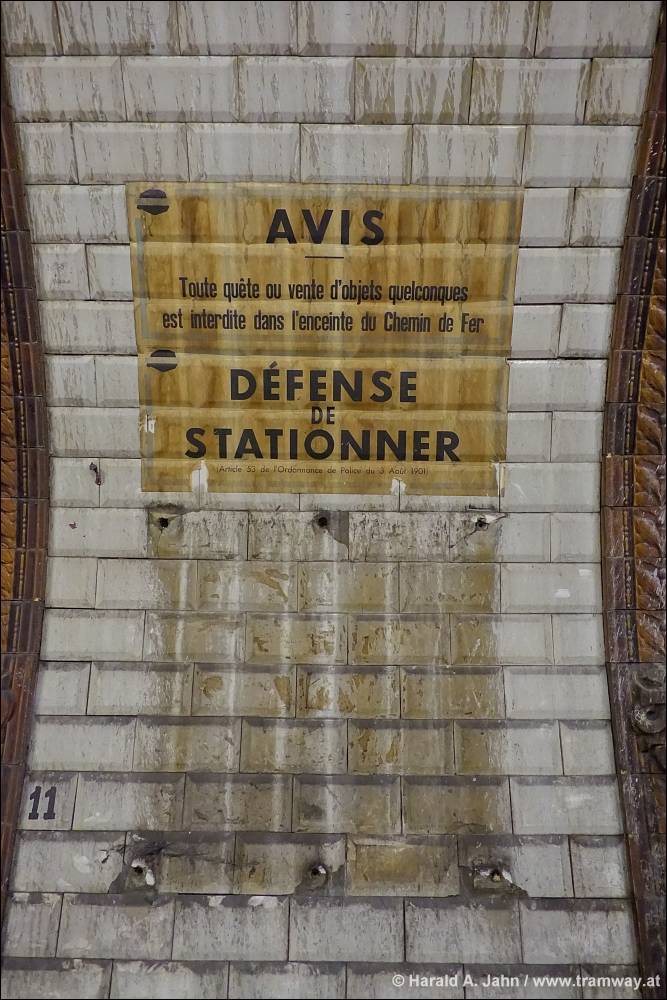 AVIS
Toute quête ou vente d'objets quelconques
est interdite dans l'enceinte du Chemin de Fer
DÉFENSE
DE
STATIONNER
(Article 53 de l'Ordonnance de Police du 3 Août 1901)
11
© Harald A. Jahn / www.tramway.at